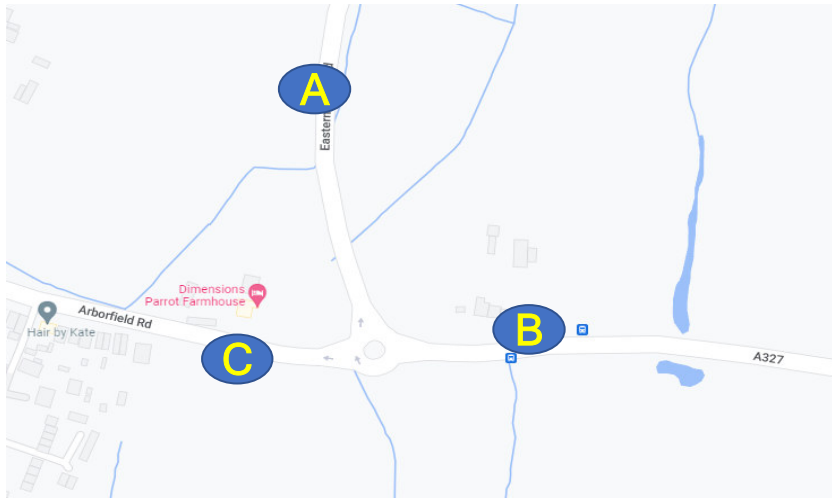 A
Eastern
Dimensions
Parrot Farmhouse
Arborfield Rd
Hair by Kate
B
C
A327